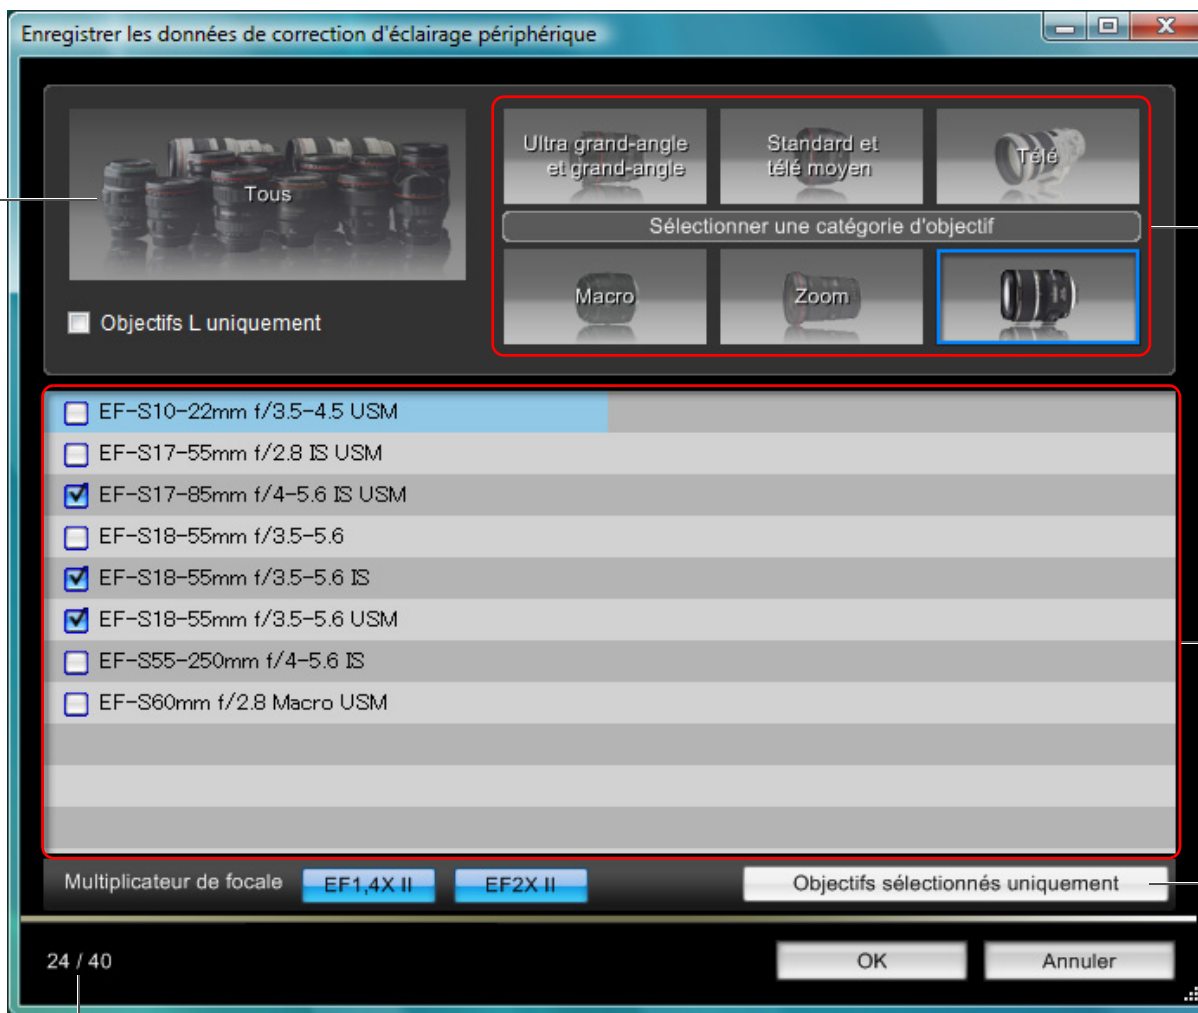 Enregistrer les données de correction d'éclairage périphérique
Tous
Objectifs L uniquement
Ultra grand-angle
et grand-angle
Standard et
télé moyen
Télé
Sélectionner une catégorie d'objectif
Macro
Zoom
EF-S10-22mm f/3.5-4.5 USM
EF-S17-55mm f/2.8 IS USM
EF-S17-85mm f/4-5.6 IS USM
EF-S18-55mm f/3.5-5.6
EF-S18-55mm f/3.5-5.6 IS
EF-S18-55mm f/3.5-5.6 USM
EF-S55-250mm f/4-5.6 IS
EF-S60mm f/2.8 Macro USM
Multiplicateur de focale EF1,4X II EF2X II Objectifs sélectionnés uniquement
24 / 40 OK Annuler